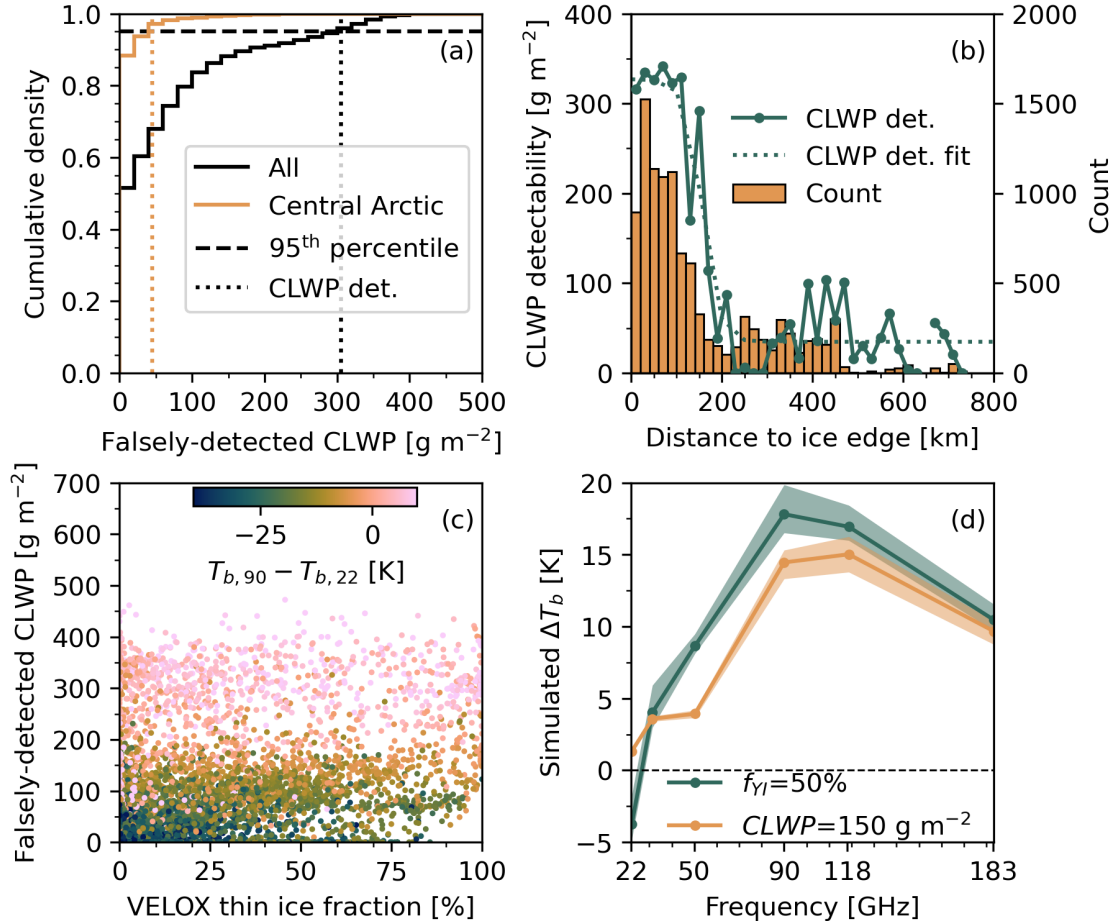 (a)
Cumulative density
1.0
0.8
0.6
0.4
0.2
0.0
All
Central Arctic
95th percentile
CLWP det.
0 100 200 300 400 500
Falsely-detected CLWP [g m−2]
(b)
CLWP detectability [g m−2]
400
300
200
100
0
CLWP det.
CLWP det. fit
Count
2000
1500
1000
500
0
Count
0 200 400 600 800
Distance to ice edge [km]
(c)
Falsely-detected CLWP [g m−2]
700
600
500
400
300
200
100
0
−25 0
Tb, 90 − Tb, 22 [K]
0 25 50 75 100
VELOX thin ice fraction [%]
(d)
Simulated ΔTb [K]
20
15
10
5
0
−5
fYI=50%
CLWP=150 g m−2
22 50 90 118 183
Frequency [GHz]